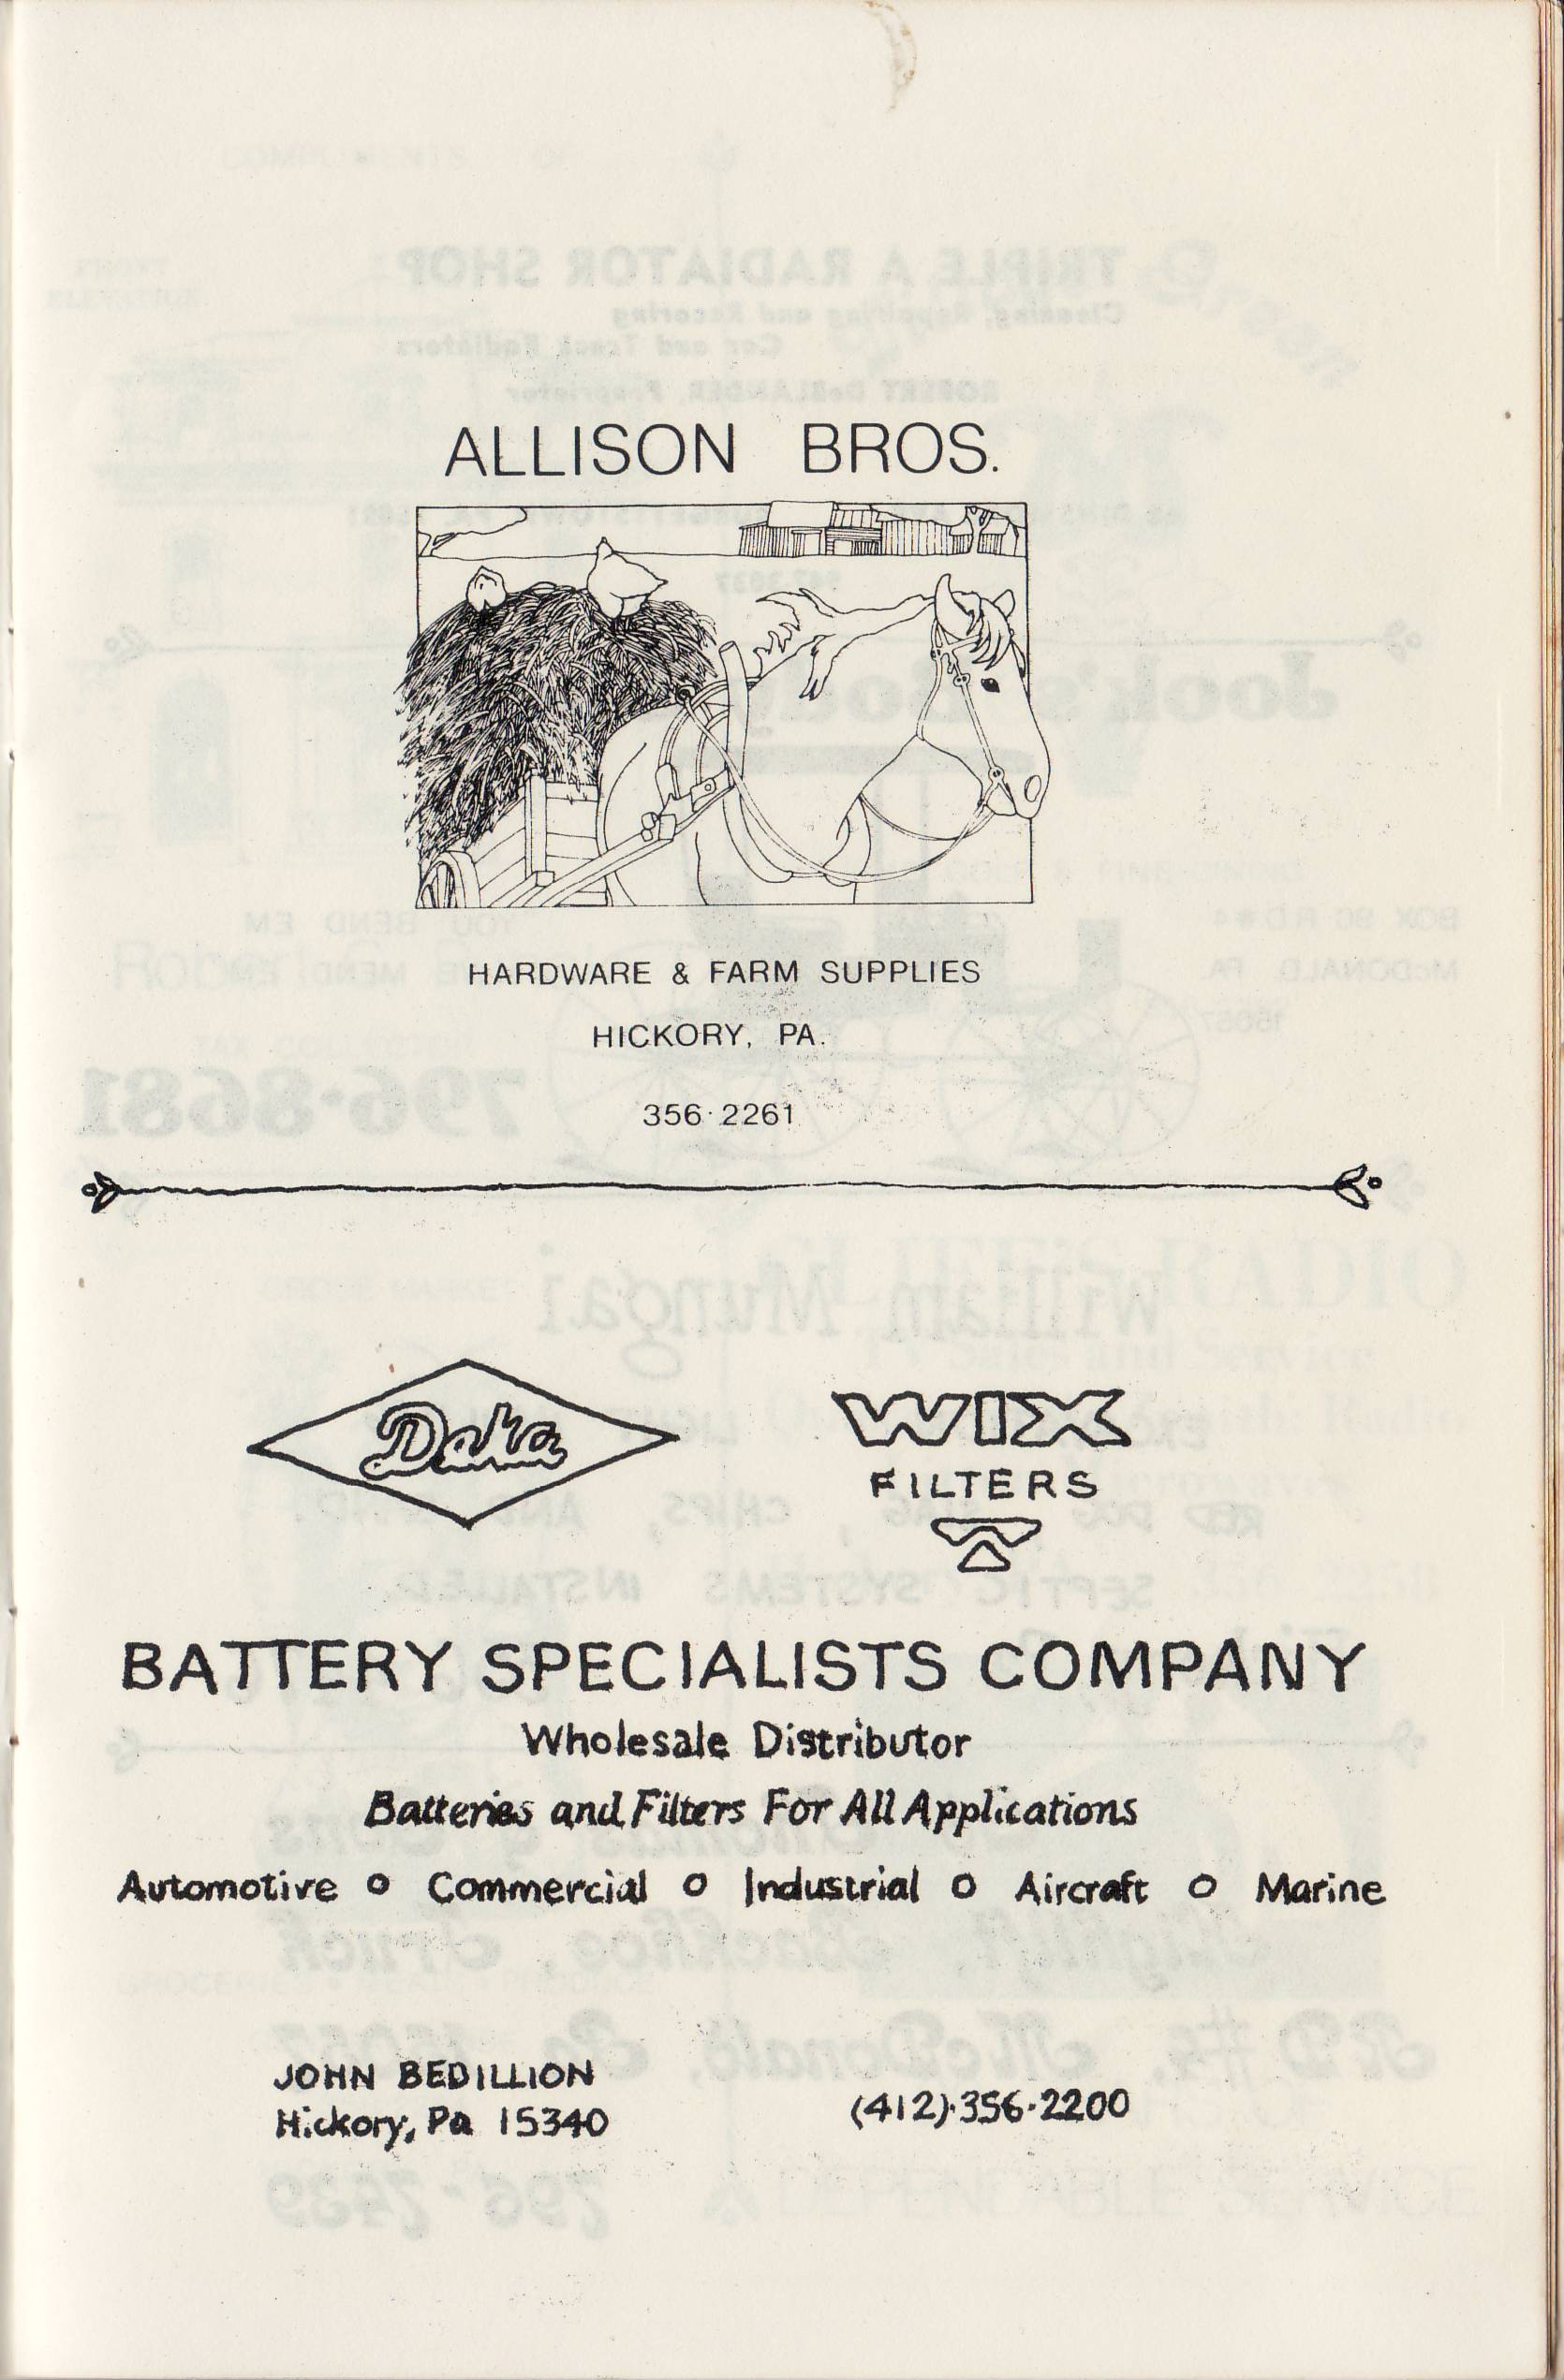 ALLISON BROS.
HARDWARE & FARM SUPPLIES
HICKORY, PA.
356·2261
WIX
FILTERS
BATTERY SPECIALISTS COMPANY
Wholesale Distributor
Batteries and Filters For All Applications
Automotive o Commercial o Industrial o Aircraft o Marine
JOHN BEDILLION
Hickory, Pa 15340
(412)·356·2200